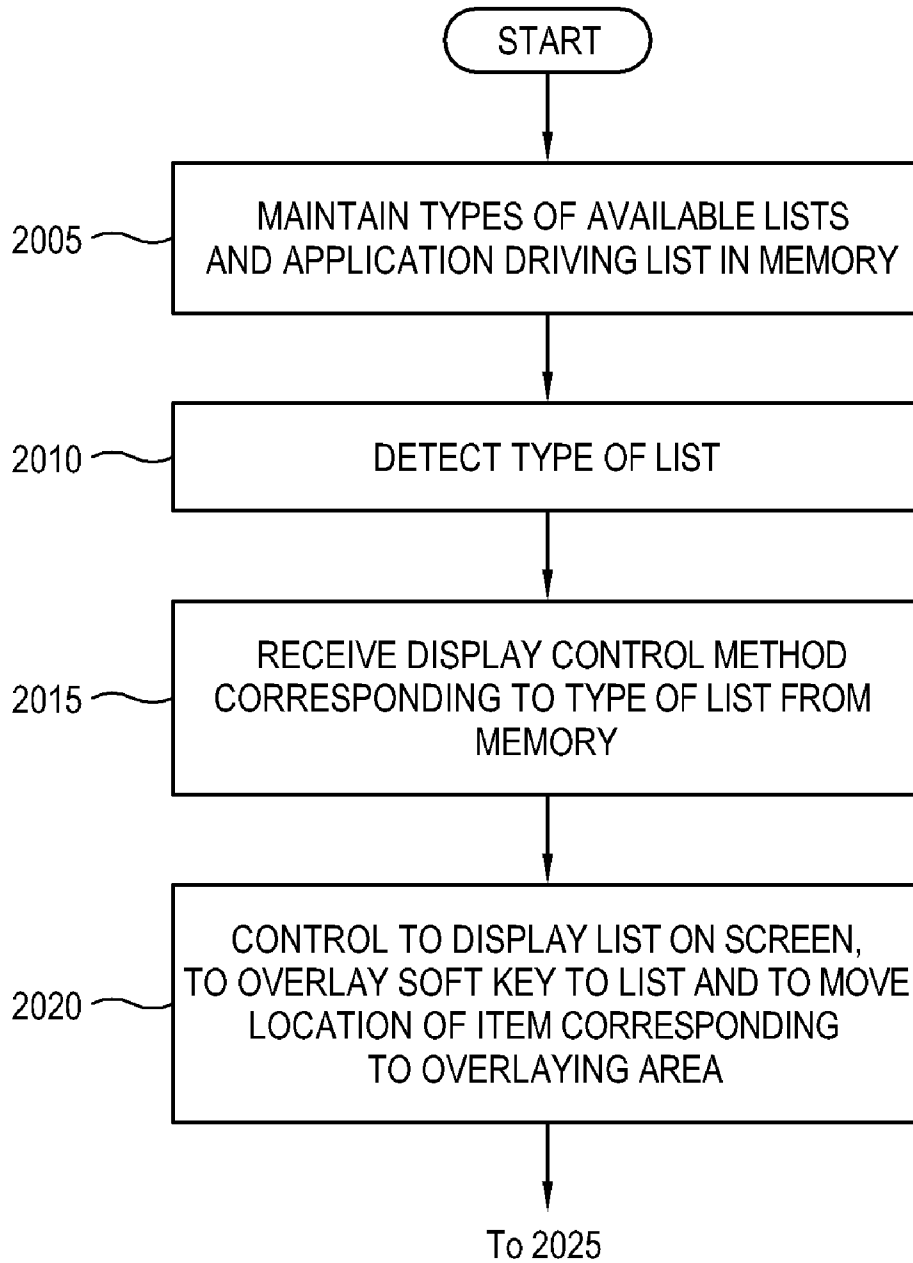 START
2005
MAINTAIN TYPES OF AVAILABLE LISTS
AND APPLICATION DRIVING LIST IN MEMORY
2010
DETECT TYPE OF LIST
2015
RECEIVE DISPLAY CONTROL METHOD
CORRESPONDING TO TYPE OF LIST FROM
MEMORY
2020
CONTROL TO DISPLAY LIST ON SCREEN,
TO OVERLAY SOFT KEY TO LIST AND TO MOVE
LOCATION OF ITEM CORRESPONDING
TO OVERLAYING AREA
To 2025